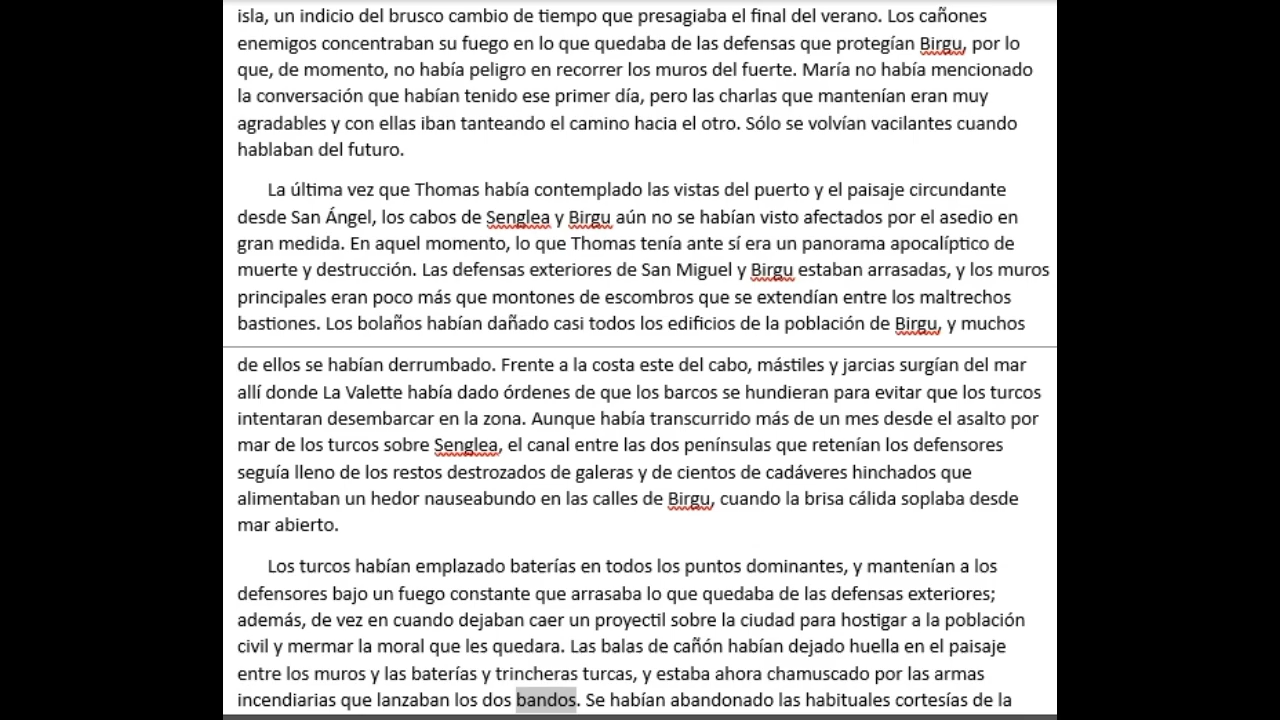 isla, un indicio del brusco cambio de tiempo que presagiaba el final del verano. Los cañones
enemigos concentraban su fuego en lo que quedaba de las defensas que protegían Birgu, por lo
que, de momento, no había peligro en recorrer los muros del fuerte. María no había mencionado
la conversación que habían tenido ese primer día, pero las charlas que mantenían eran muy
agradables y con ellas iban tanteando el camino hacia el otro. Sólo se volvían vacilantes cuando
hablaban del futuro.
La última vez que Thomas había contemplado las vistas del puerto y el paisaje circundante
desde San Ángel, los cabos de Senglea y Birgu aún no se habían visto afectados por el asedio en
gran medida. En aquel momento, lo que Thomas tenía ante sí era un panorama apocalíptico de
muerte y destrucción. Las defensas exteriores de San Miguel y Birgu estaban arrasadas, y los muros
principales eran poco más que montones de escombros que se extendían entre los maltrechos
bastiones. Los bolaños habían dañado casi todos los edificios de la población de Birgu, y muchos
de ellos se habían derrumbado. Frente a la costa este del cabo, mástiles y jarcias surgían del mar
allí donde La Valette había dado órdenes de que los barcos se hundieran para evitar que los turcos
intentaran desembarcar en la zona. Aunque había transcurrido más de un mes desde el asalto por
mar de los turcos sobre Senglea, el canal entre las dos penínsulas que retenían los defensores
seguía lleno de los restos destrozados de galeras y de cientos de cadáveres hinchados que
alimentaban un hedor nauseabundo en las calles de Birgu, cuando la brisa cálida soplaba desde
mar abierto.
Los turcos habían emplazado baterías en todos los puntos dominantes, y mantenían a los
defensores bajo un fuego constante que arrasaba lo que quedaba de las defensas exteriores;
además, de vez en cuando dejaban caer un proyectil sobre la ciudad para hostigar a la población
civil y mermar la moral que les quedara. Las balas de cañón habían dejado huella en el paisaje
entre los muros y las baterías y trincheras turcas, y estaba ahora chamuscado por las armas
incendiarias que lanzaban los dos bandos. Se habían abandonado las habituales cortesías de la